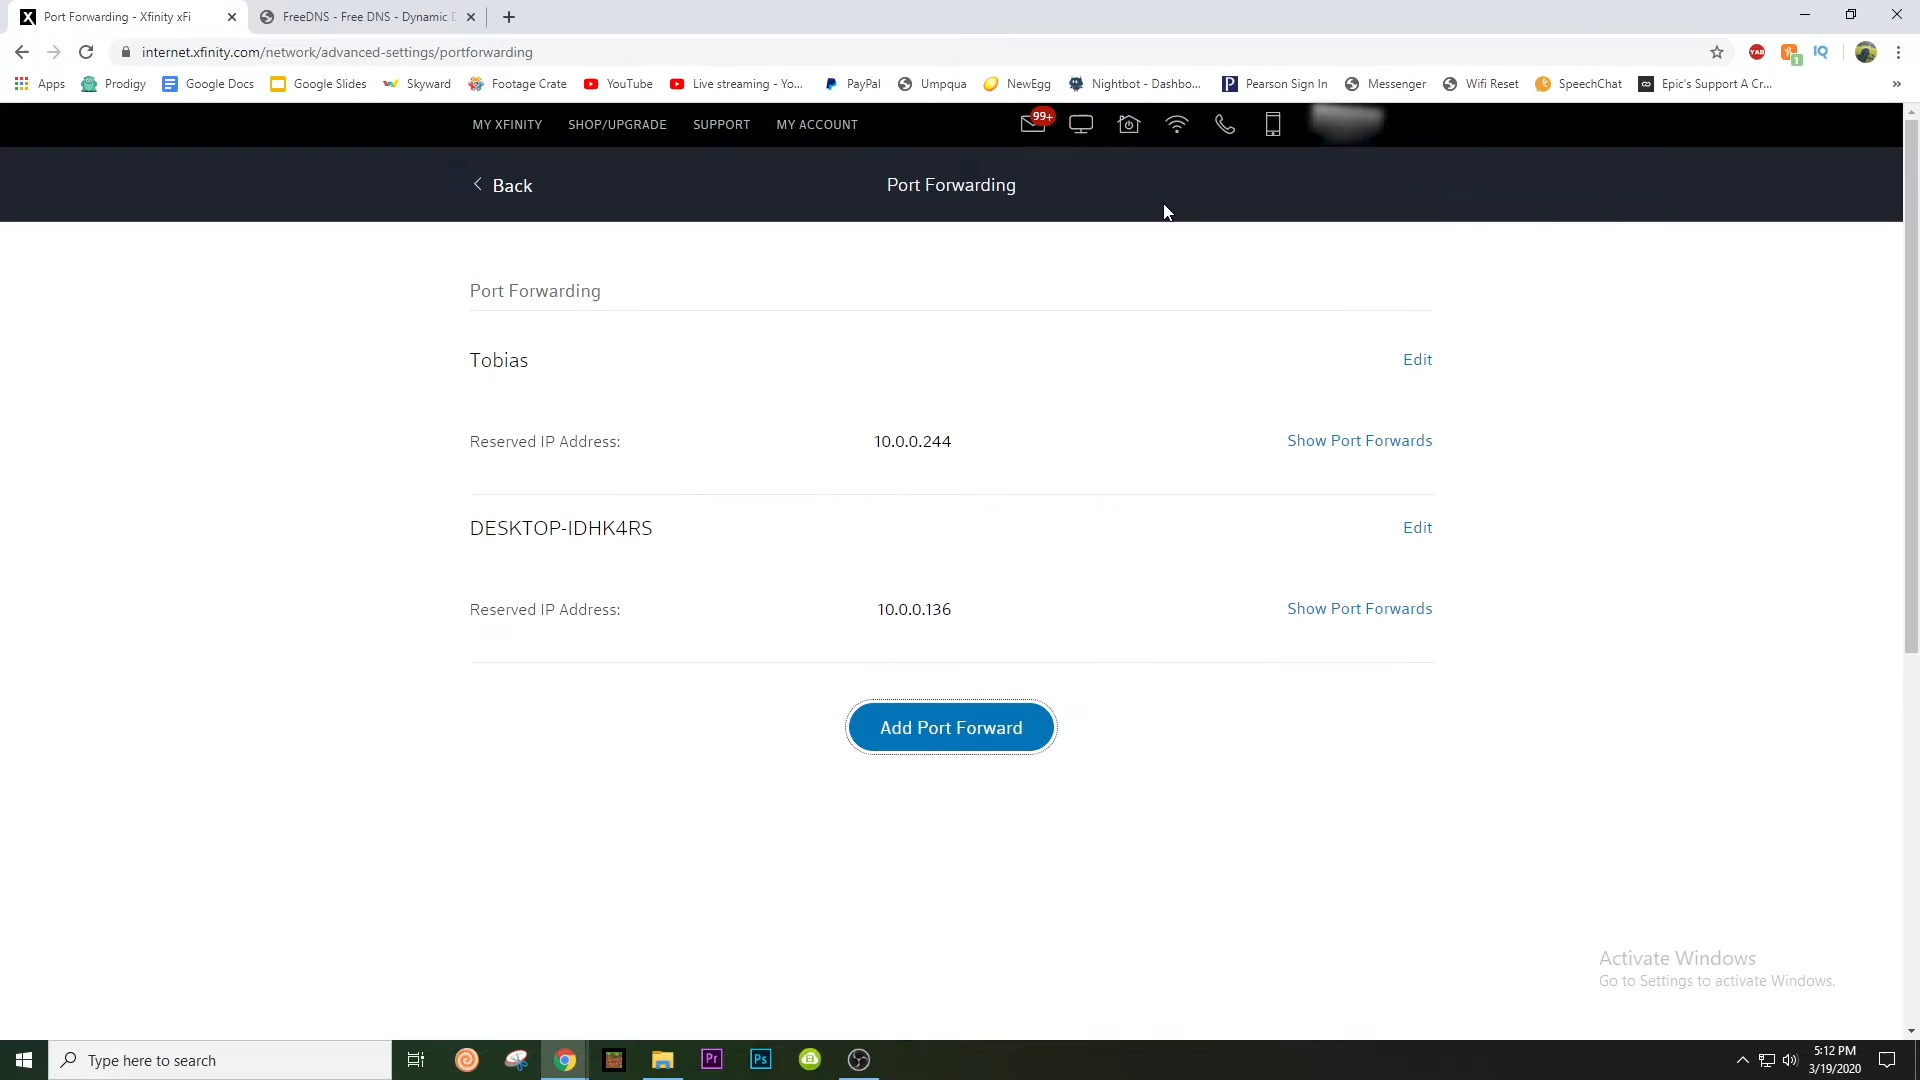 Port Forwarding - Xfinity xFi
FreeDNS - Free DNS - Dynamic
internet.xfinity.com/network/advanced-settings/portforwarding
YAB
1
IQ
Apps
Prodigy
Google Docs
Google Slides
Skyward
Footage Crate
YouTube
Live streaming - Yo...
PayPal
Umpqua
NewEgg
Nightbot - Dashbo...
Pearson Sign In
Messenger
Wifi Reset
SpeechChat
Epic's Support A Cr...
MY XFINITY
SHOP/UPGRADE
SUPPORT
MY ACCOUNT
99+
Back
Port Forwarding
Port Forwarding
Tobias
Edit
Reserved IP Address:
10.0.0.244
Show Port Forwards
DESKTOP-IDHK4RS
Edit
Reserved IP Address:
10.0.0.136
Show Port Forwards
Add Port Forward
Activate Windows
Go to Settings to activate Windows.
Type here to search
Pr
Ps
5:12 PM
3/19/2020